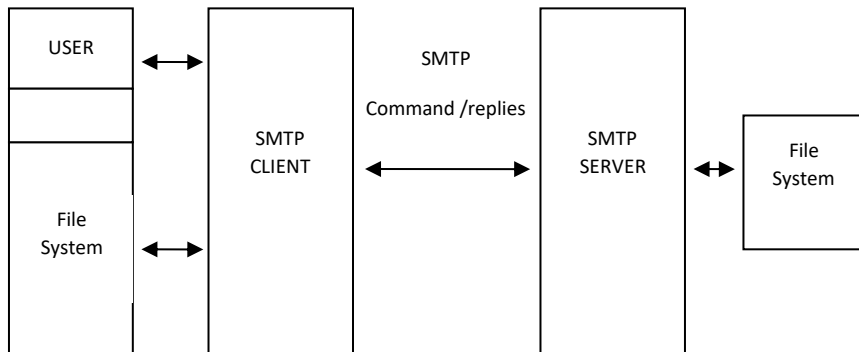 USER
SMTP
Command /replies
SMTP
CLIENT
SMTP
SERVER
File
System
File
System